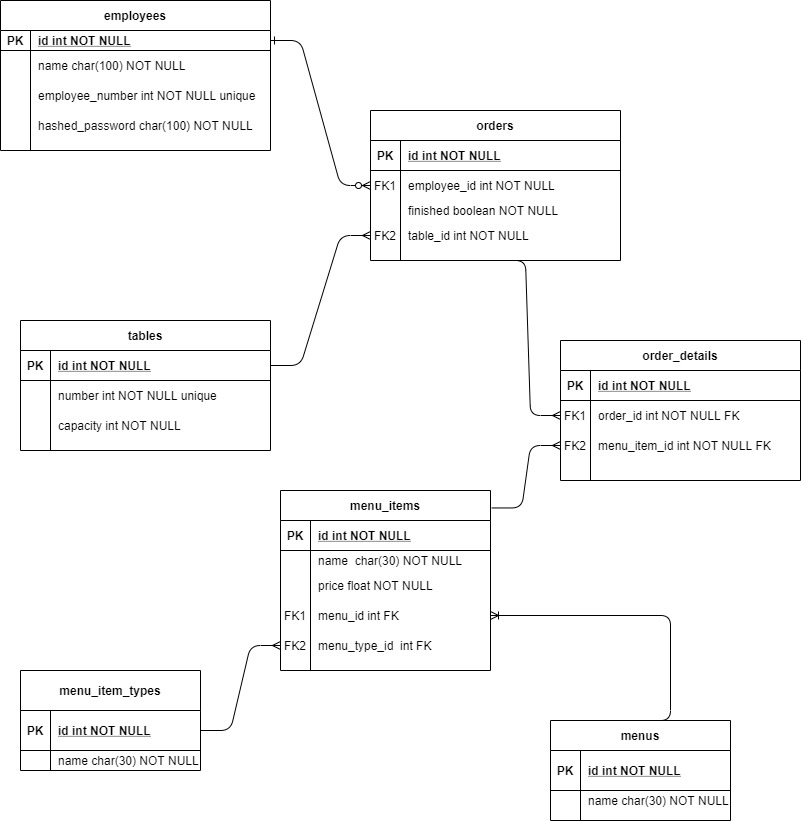 employees
PK id int NOT NULL
name char(100) NOT NULL
employee_number int NOT NULL unique
hashed_password char(100) NOT NULL
orders
PK id int NOT NULL
FK1 employee_id int NOT NULL
finished boolean NOT NULL
FK2 table_id int NOT NULL
tables
PK id int NOT NULL
number int NOT NULL unique
capacity int NOT NULL
order_details
PK id int NOT NULL
FK1 order_id int NOT NULL FK
FK2 menu_item_id int NOT NULL FK
menu_items
PK id int NOT NULL
name  char(30) NOT NULL
price float NOT NULL
FK1 menu_id int FK
FK2 menu_type_id  int FK
menu_item_types
PK id int NOT NULL
name char(30) NOT NULL
menus
PK id int NOT NULL
name char(30) NOT NULL